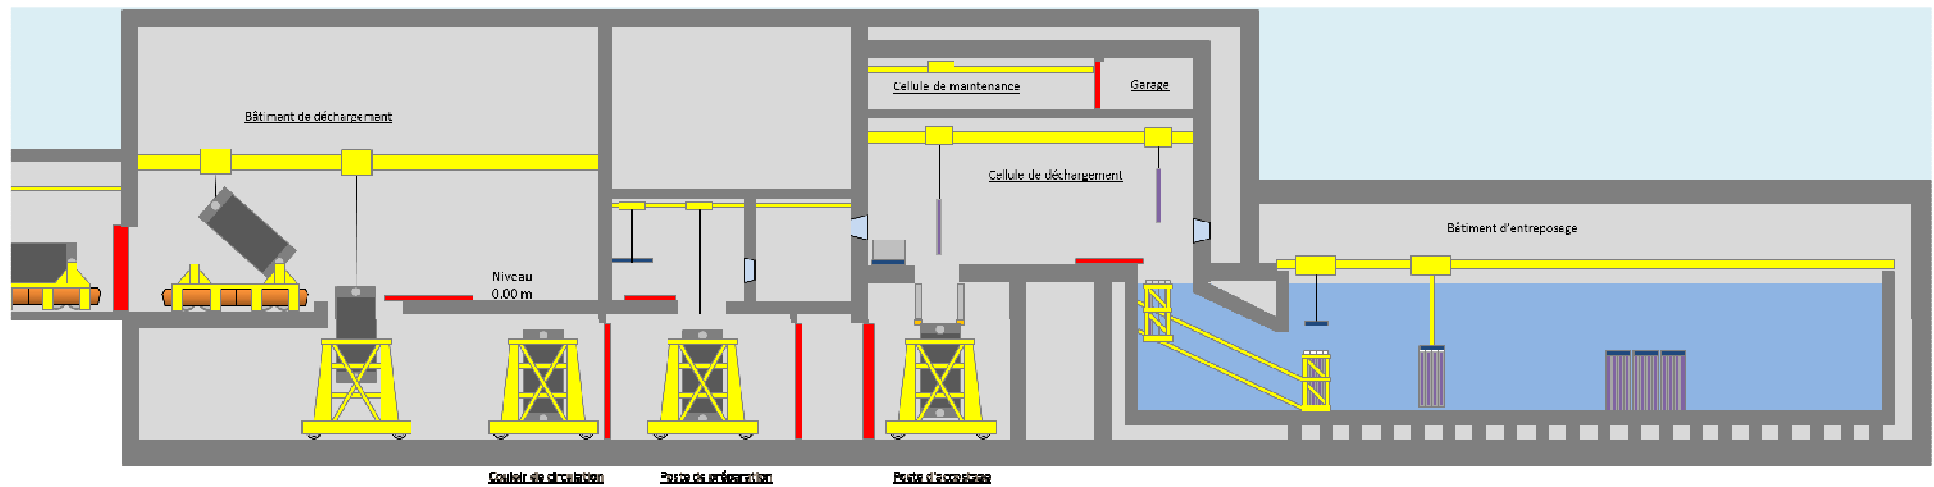 Cellule de maintenance
Garage
Bâtiment de déchargement
Cellule de déchargement
Bâtiment d'entreposage
Niveau
0.00 m
Couloir de circulation
Poste de préparation
Poste d'accostage